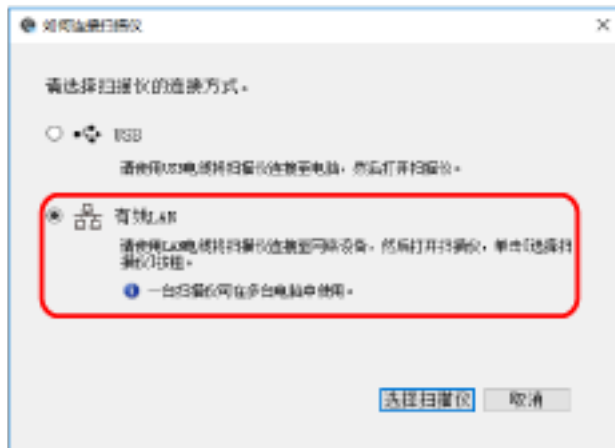 如何连接扫描仪
请选择扫描仪的连接方式。
USB
请使用USB电缆将扫描仪连接至电脑，然后打开扫描仪。
有线LAN
请使用LAN电缆将扫描仪连接至网络设备，然后打开扫描仪，单击[选择扫
描仪]按钮。
一台扫描仪可在多台电脑中使用。
选择扫描仪
取消